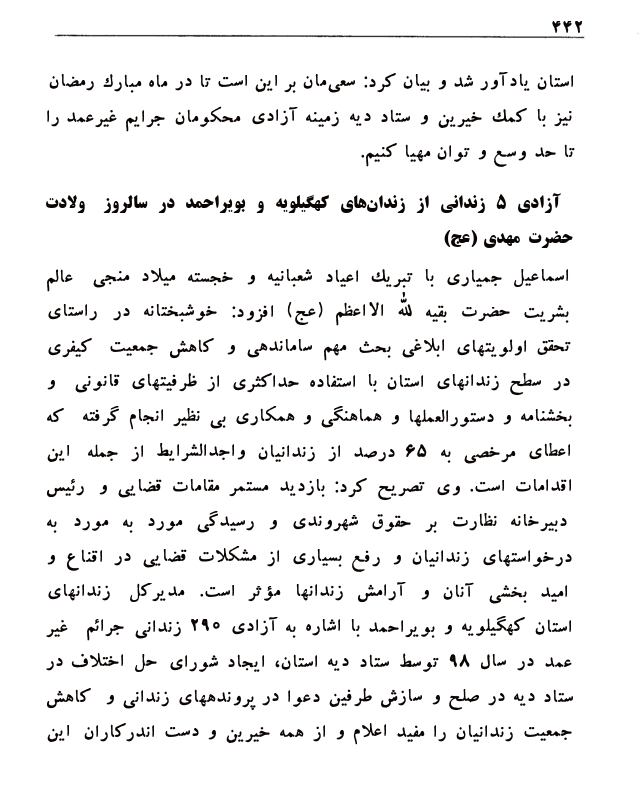 ۴۴۲
استان یادآور شد و بیان کرد: سعی‌مان بر این است تا در ماه مبارك رمضان
نیز با كمك خیرین و ستاد دیه زمینه آزادی محکومان جرایم غیرعمد را
تا حد وسع و توان مهیا کنیم.
آزادی ۵ زندانی از زندان‌های کهگیلویه و بویراحمد در سالروز ولادت
حضرت مهدی (عج)
اسماعیل جمیاری با تبریك اعیاد شعبانیه و خجسته میلاد منجی عالم
بشریت حضرت بقیه لله الااعظم (عج) افزود: خوشبختانه در راستای
تحقق اولویتهای ابلاغی بحث مهم ساماندهی و کاهش جمعیت کیفری
در سطح زندانهای استان با استفاده حداکثری از ظرفیتهای قانونی و
بخشنامه و دستورالعملها و هماهنگی و همکاری بی نظیر انجام گرفته که
اعطای مرخصی به ۶۵ درصد از زندانیان واجدالشرایط از جمله این
اقدامات است. وی تصریح کرد: بازدید مستمر مقامات قضایی و رئیس
دبیرخانه نظارت بر حقوق شهروندی و رسیدگی مورد به مورد به
درخواستهای زندانیان و رفع بسیاری از مشکلات قضایی در اقناع و
امید بخشی آنان و آرامش زندانها مؤثر است. مدیرکل زندانهای
استان کهگیلویه و بویراحمد با اشاره به آزادی ۲۹۰ زندانی جرائم غیر
عمد در سال ۹۸ توسط ستاد دیه استان، ایجاد شورای حل اختلاف در
ستاد دیه در صلح و سازش طرفین دعوا در پروندههای زندانی و کاهش
جمعیت زندانیان را مفید اعلام و از همه خیرین و دست اندرکاران این